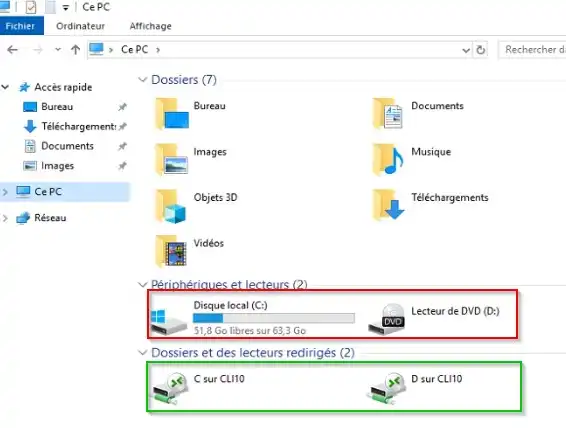 Ce PC
Fichier
Ordinateur
Affichage
Ce PC
Rechercher da
Accès rapide
Bureau
Téléchargements
Documents
Images
Ce PC
Réseau
Dossiers (7)
Bureau
Documents
Images
Musique
Objets 3D
Téléchargements
Vidéos
Périphériques et lecteurs (2)
Disque local (C:)
51,8 Go libres sur 63,3 Go
DVD
Lecteur de DVD (D:)
Dossiers et des lecteurs redirigés (2)
C sur CLI10
D sur CLI10